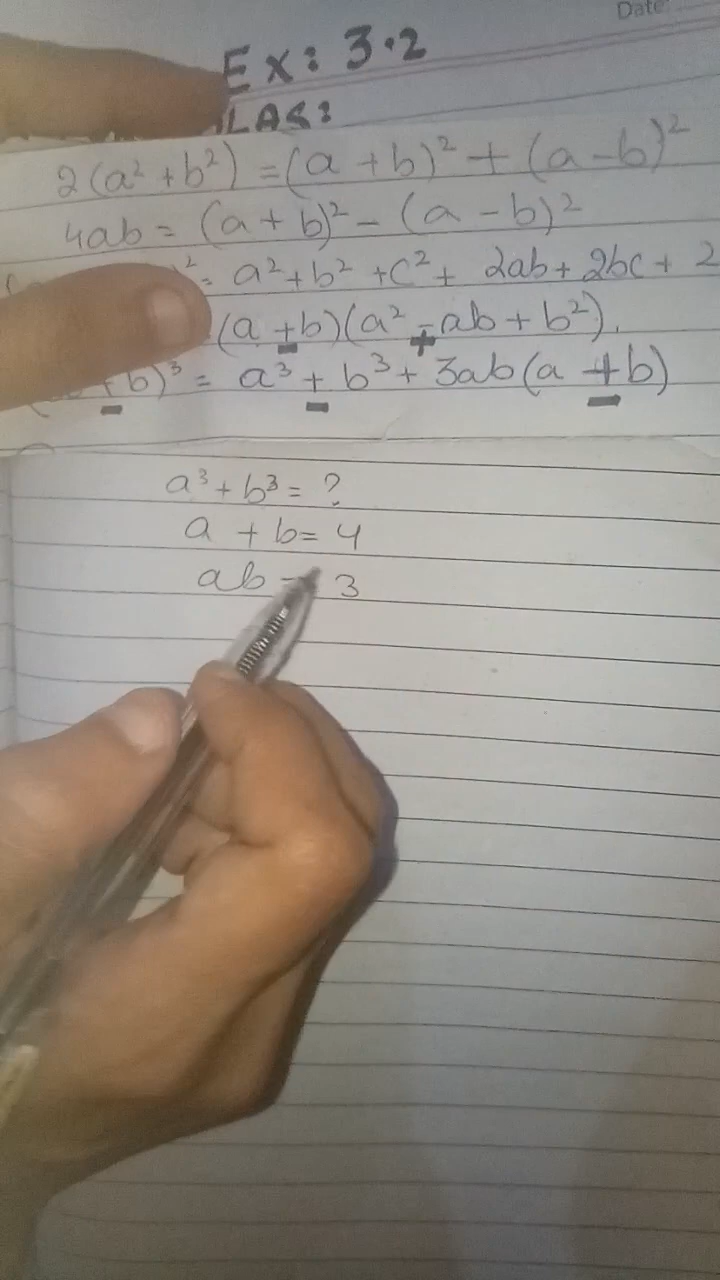 Date
Ex: 3.2
2(a² + b²) = (a + b)² + (a - b)²
4ab = (a + b)² - (a - b)²
)² = a² + b² + c² + 2ab + 2bc + 2
(a ± b)(a² ∓ ab + b²).
± b)³ = a³ ± b³ + 3ab(a ± b)
a³ + b³ = ?
a + b = 4
ab = 3